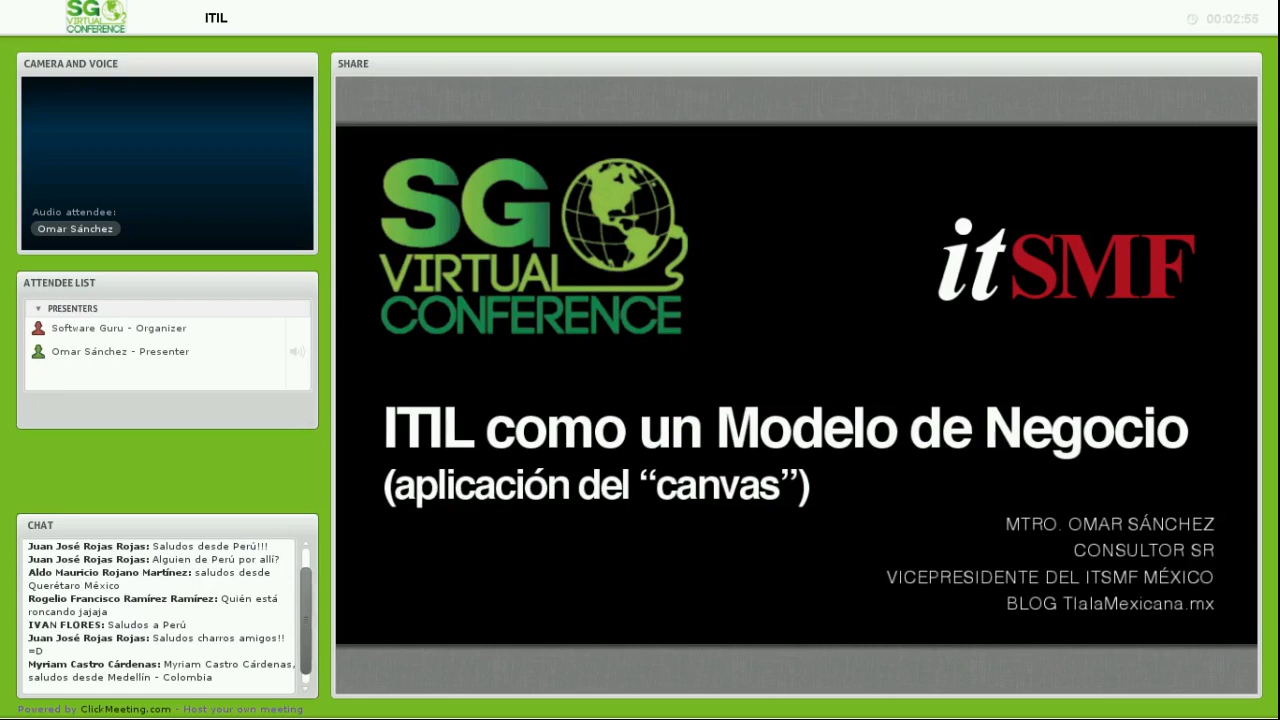 SG
VIRTUAL
CONFERENCE
ITIL
00:02:55
CAMERA AND VOICE
Audio attendee:
Omar Sánchez
ATTENDEE LIST
PRESENTERS
Software Guru - Organizer
Omar Sánchez - Presenter
CHAT
Juan José Rojas Rojas: Saludos desde Perú!!!
Juan José Rojas Rojas: Alguien de Perú por allí?
Aldo Mauricio Rojano Martínez: saludos desde
Querétaro México
Rogelio Francisco Ramírez Ramírez: Quién está
roncando jajaja
IVAN FLORES: Saludos a Perú
Juan José Rojas Rojas: Saludos charros amigos!!
=D
Myriam Castro Cárdenas: Myriam Castro Cárdenas,
saludos desde Medellín - Colombia
Powered by ClickMeeting.com - Host your own meeting
SHARE
SG
VIRTUAL
CONFERENCE
itSMF
ITIL como un Modelo de Negocio
(aplicación del “canvas”)
MTRO. OMAR SÁNCHEZ
CONSULTOR SR
VICEPRESIDENTE DEL ITSMF MÉXICO
BLOG TlalaMexicana.mx